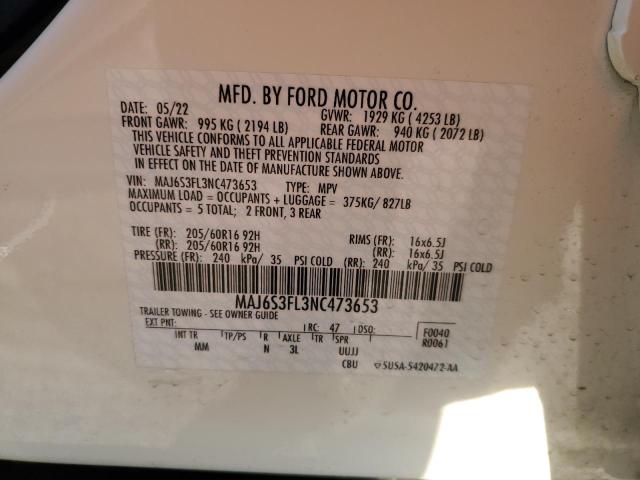 MFD. BY FORD MOTOR CO.
DATE: 05/22 GVWR: 1929 KG ( 4253 LB)
FRONT GAWR: 995 KG ( 2194 LB) REAR GAWR: 940 KG ( 2072 LB)
THIS VEHICLE CONFORMS TO ALL APPLICABLE FEDERAL MOTOR
VEHICLE SAFETY AND THEFT PREVENTION STANDARDS
IN EFFECT ON THE DATE OF MANUFACTURE SHOWN ABOVE.
VIN: MAJ6S3FL3NC473653 TYPE: MPV
MAXIMUM LOAD = OCCUPANTS + LUGGAGE = 375KG/ 827LB
OCCUPANTS = 5 TOTAL; 2 FRONT, 3 REAR
TIRE (FR): 205/60R16 92H RIMS (FR): 16x6.5J
(RR): 205/60R16 92H (RR): 16x6.5J
PRESSURE (FR): 240 kPa/ 35 PSI COLD (RR): 240 kPa/ 35 PSI COLD
MAJ6S3FL3NC473653
TRAILER TOWING - SEE OWNER GUIDE
EXT PNT: RC: 47 DSO: F0040
R0061
INT TR TP/PS R AXLE TR SPR
MM N 3L UUJJ
CBU 5USA-5420472-AA